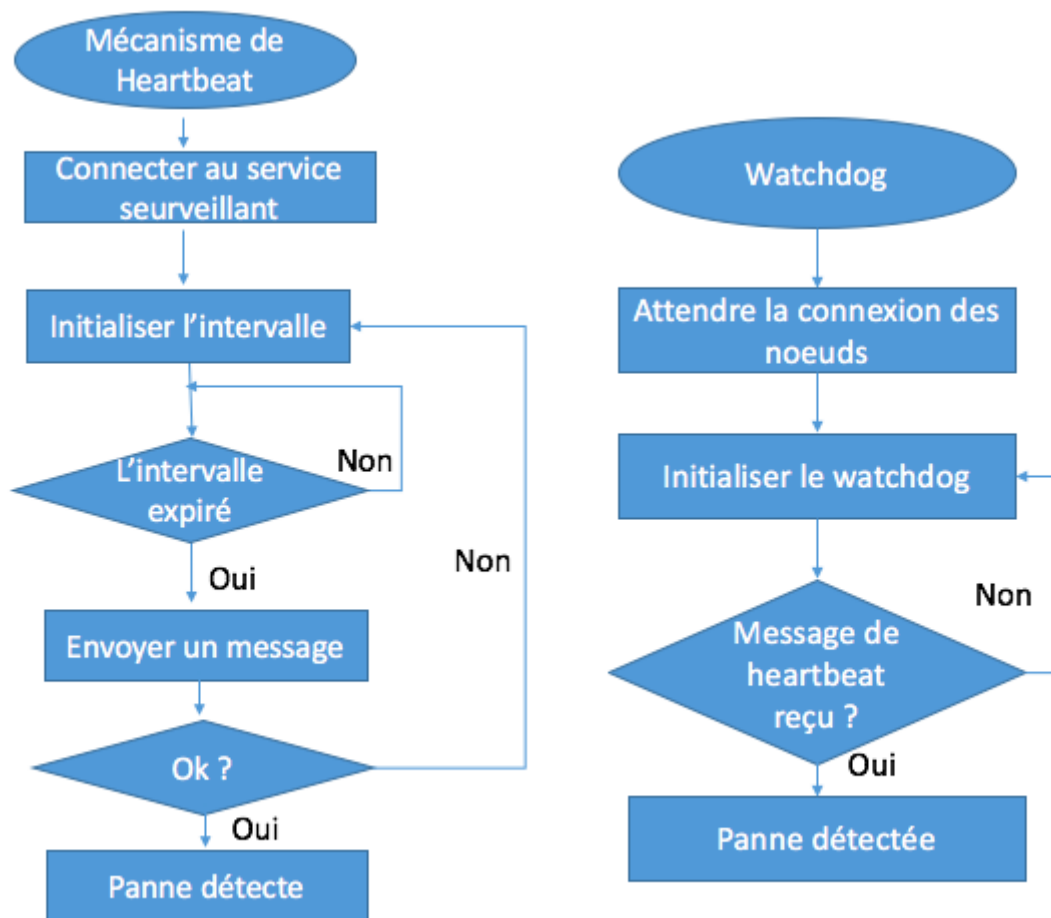 Mécanisme de
Heartbeat
Connecter au service
seurveillant
Initialiser l'intervalle
L'intervalle
expiré
Non
Oui
Non
Envoyer un message
Ok ?
Oui
Panne détecte
Watchdog
Attendre la connexion des
noeuds
Initialiser le watchdog
Non
Message de
heartbeat
reçu ?
Oui
Panne détectée